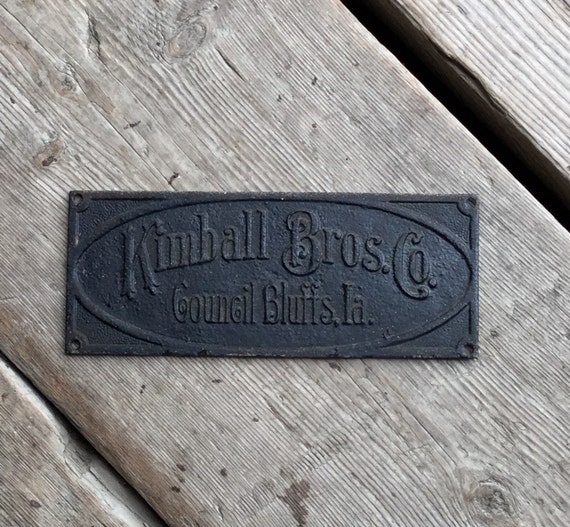 Kimball Bros. Co.
Council Bluffs, Ia.